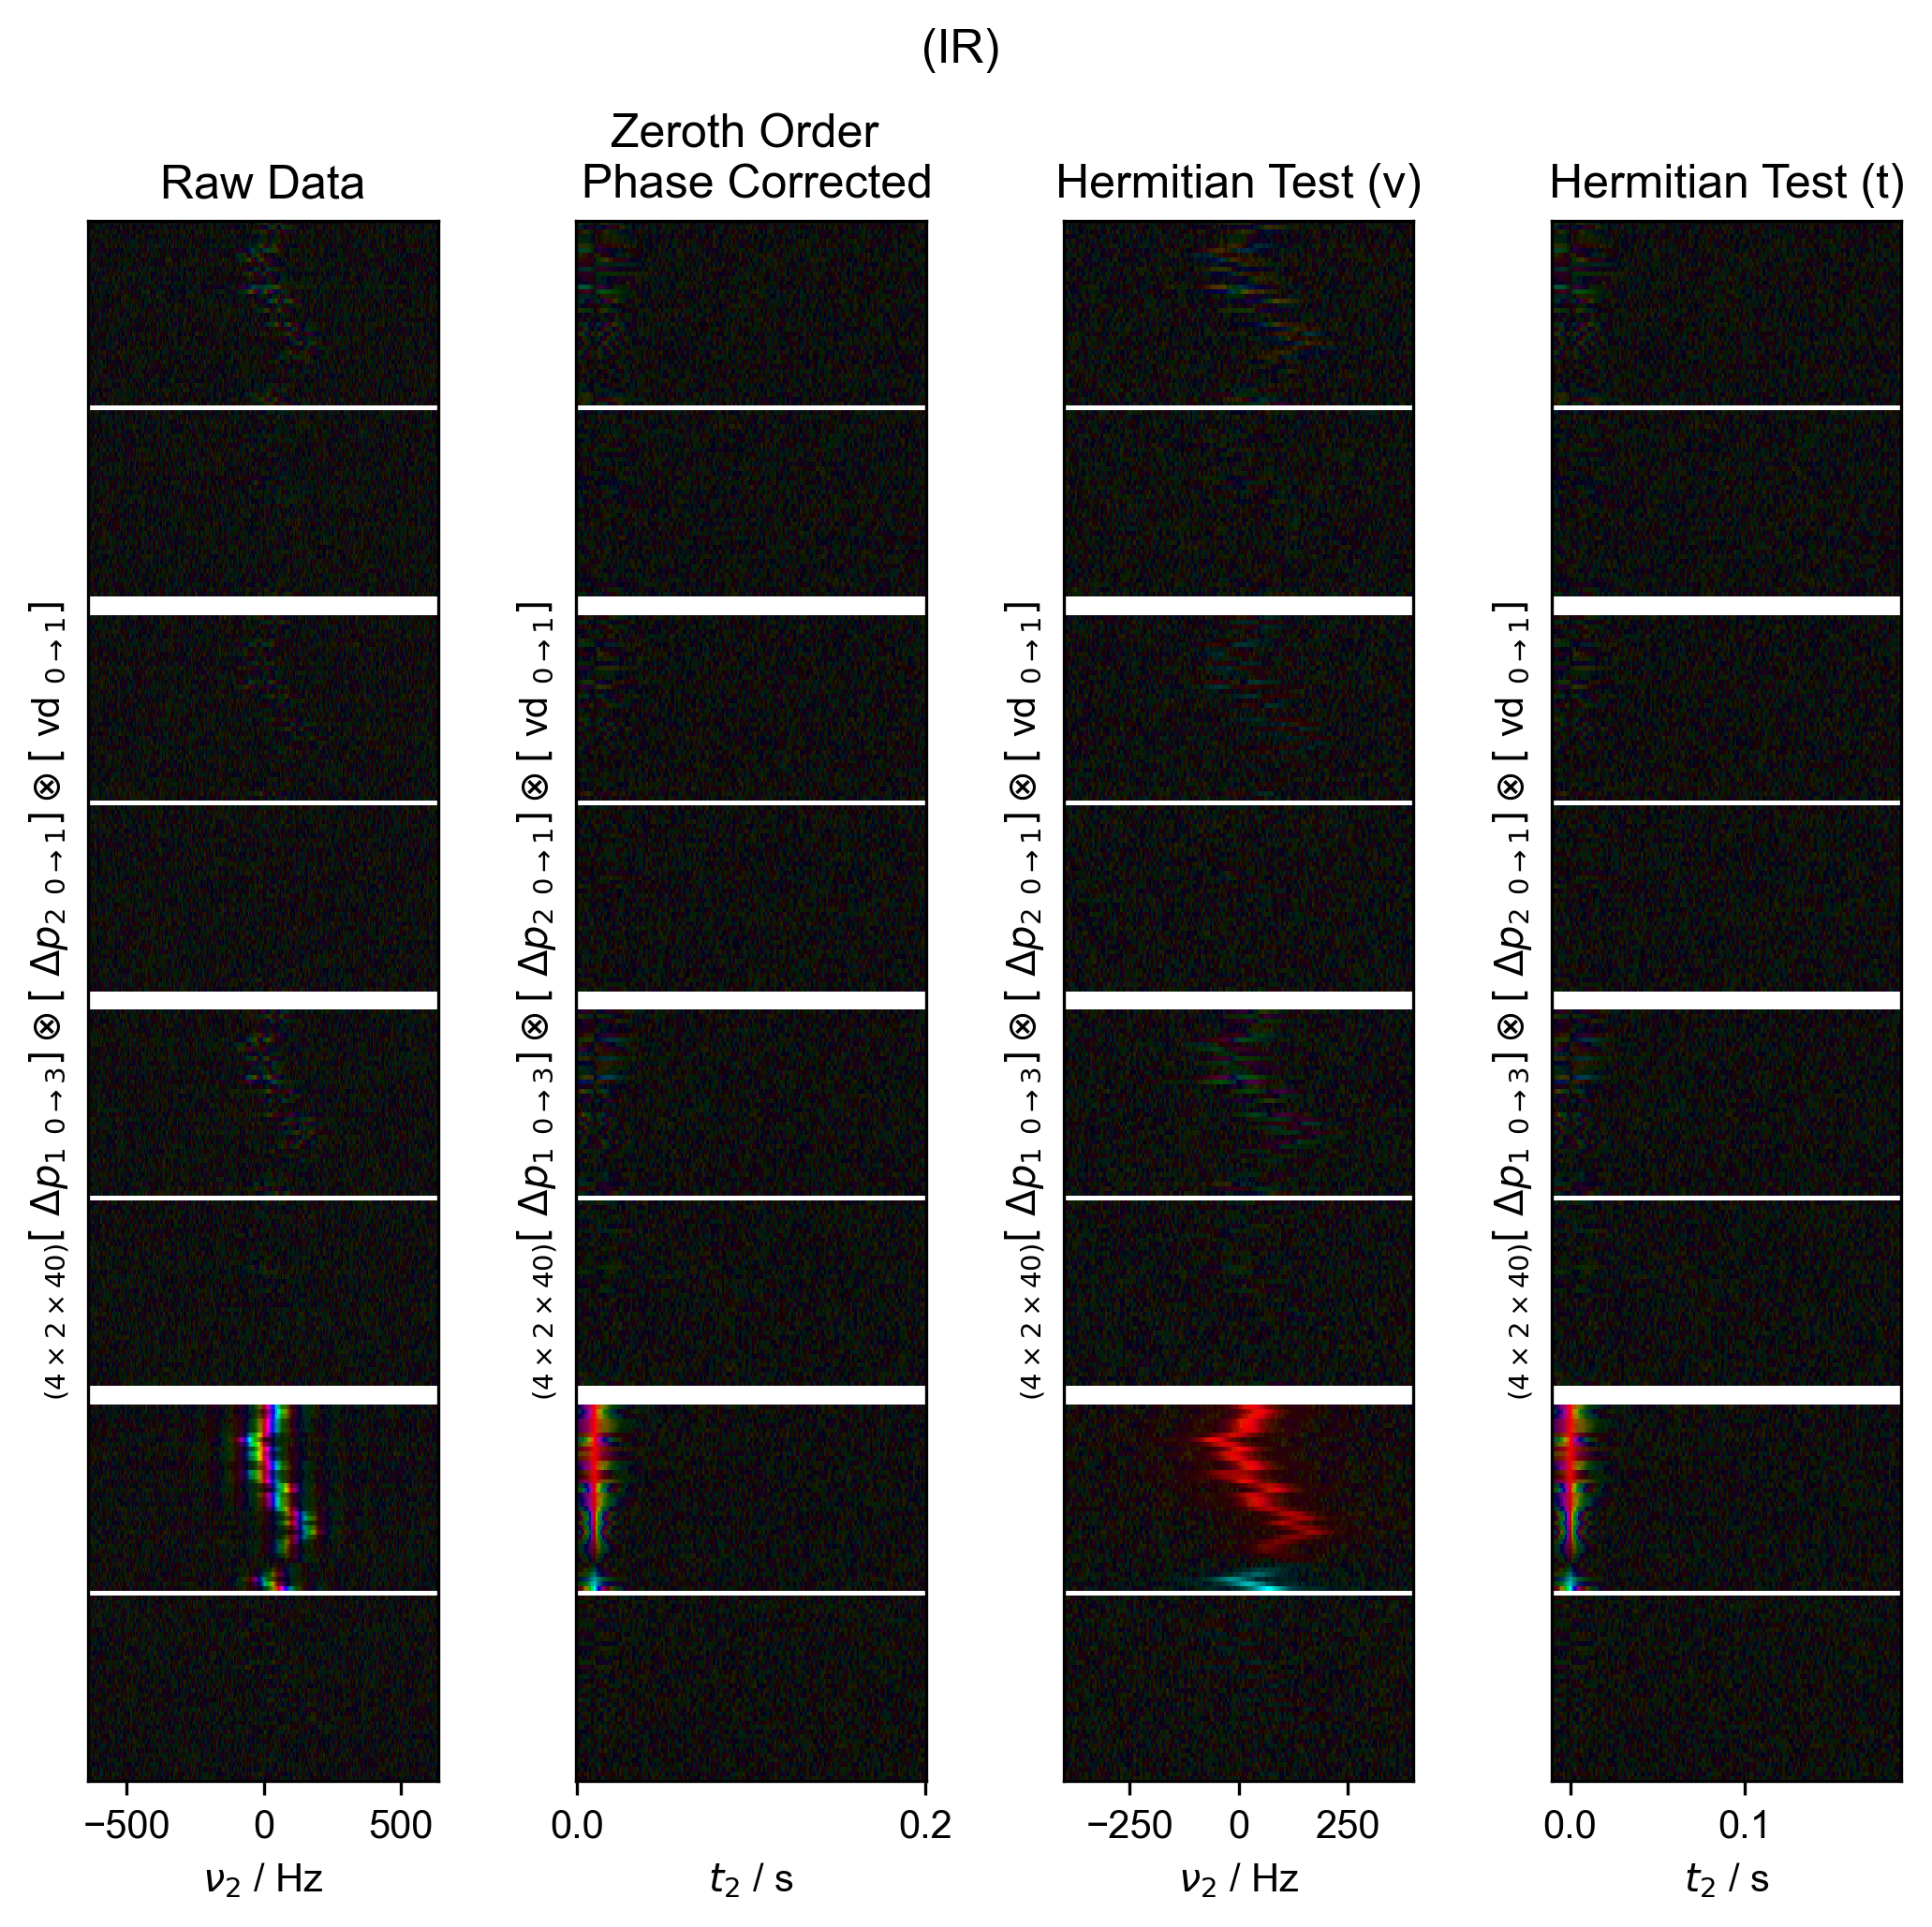 (IR)
Raw Data
Zeroth Order
Phase Corrected
Hermitian Test (v)
Hermitian Test (t)
(4×2×40)[ Δp1 0→3]⊗[ Δp2 0→1]⊗[ vd 0→1]
(4×2×40)[ Δp1 0→3]⊗[ Δp2 0→1]⊗[ vd 0→1]
(4×2×40)[ Δp1 0→3]⊗[ Δp2 0→1]⊗[ vd 0→1]
(4×2×40)[ Δp1 0→3]⊗[ Δp2 0→1]⊗[ vd 0→1]
−500 0 500
0.0 0.2
−250 0 250
0.0 0.1
ν2 / Hz
t2 / s
ν2 / Hz
t2 / s